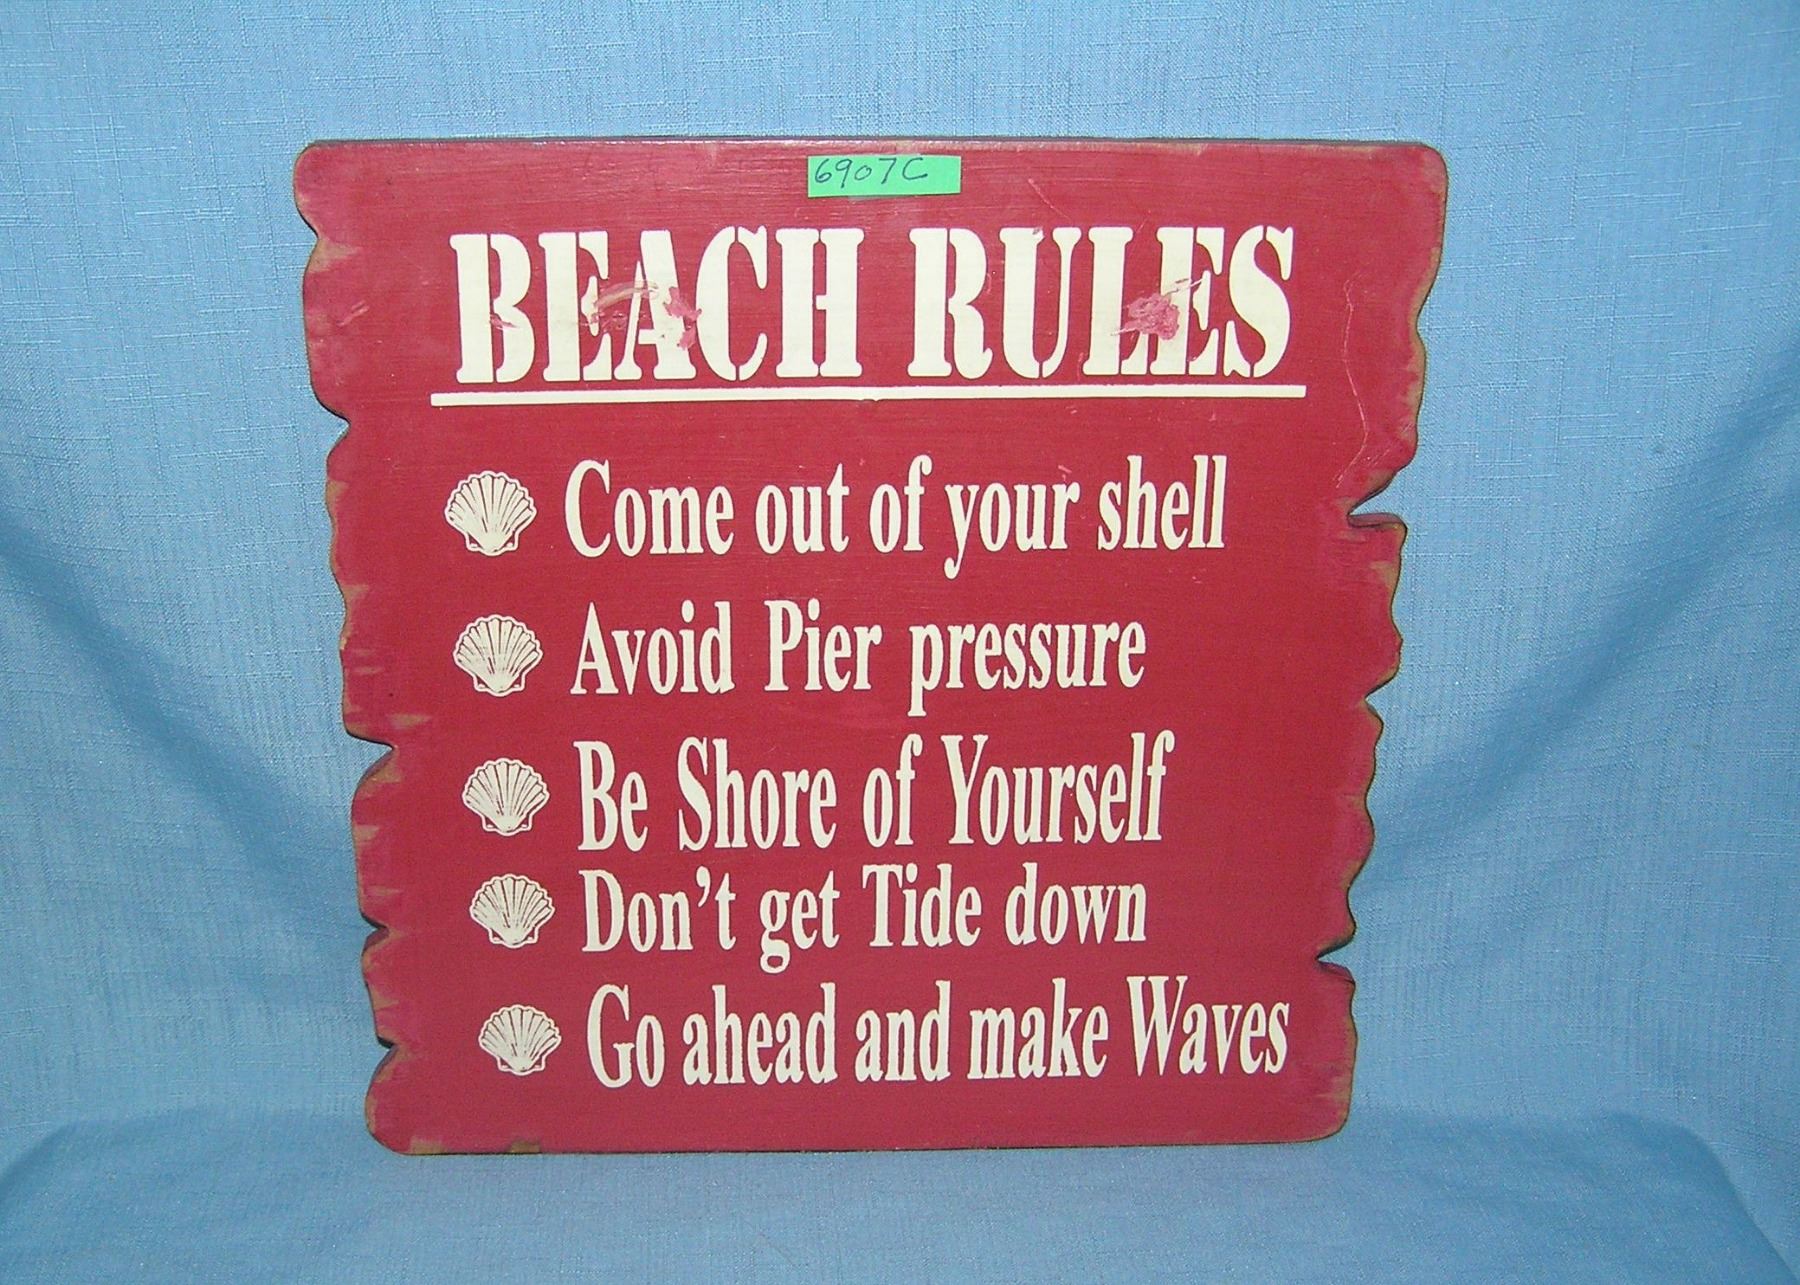 6907C
BEACH RULES
Come out of your shell
Avoid Pier pressure
Be Shore of Yourself
Don't get Tide down
Go ahead and make Waves